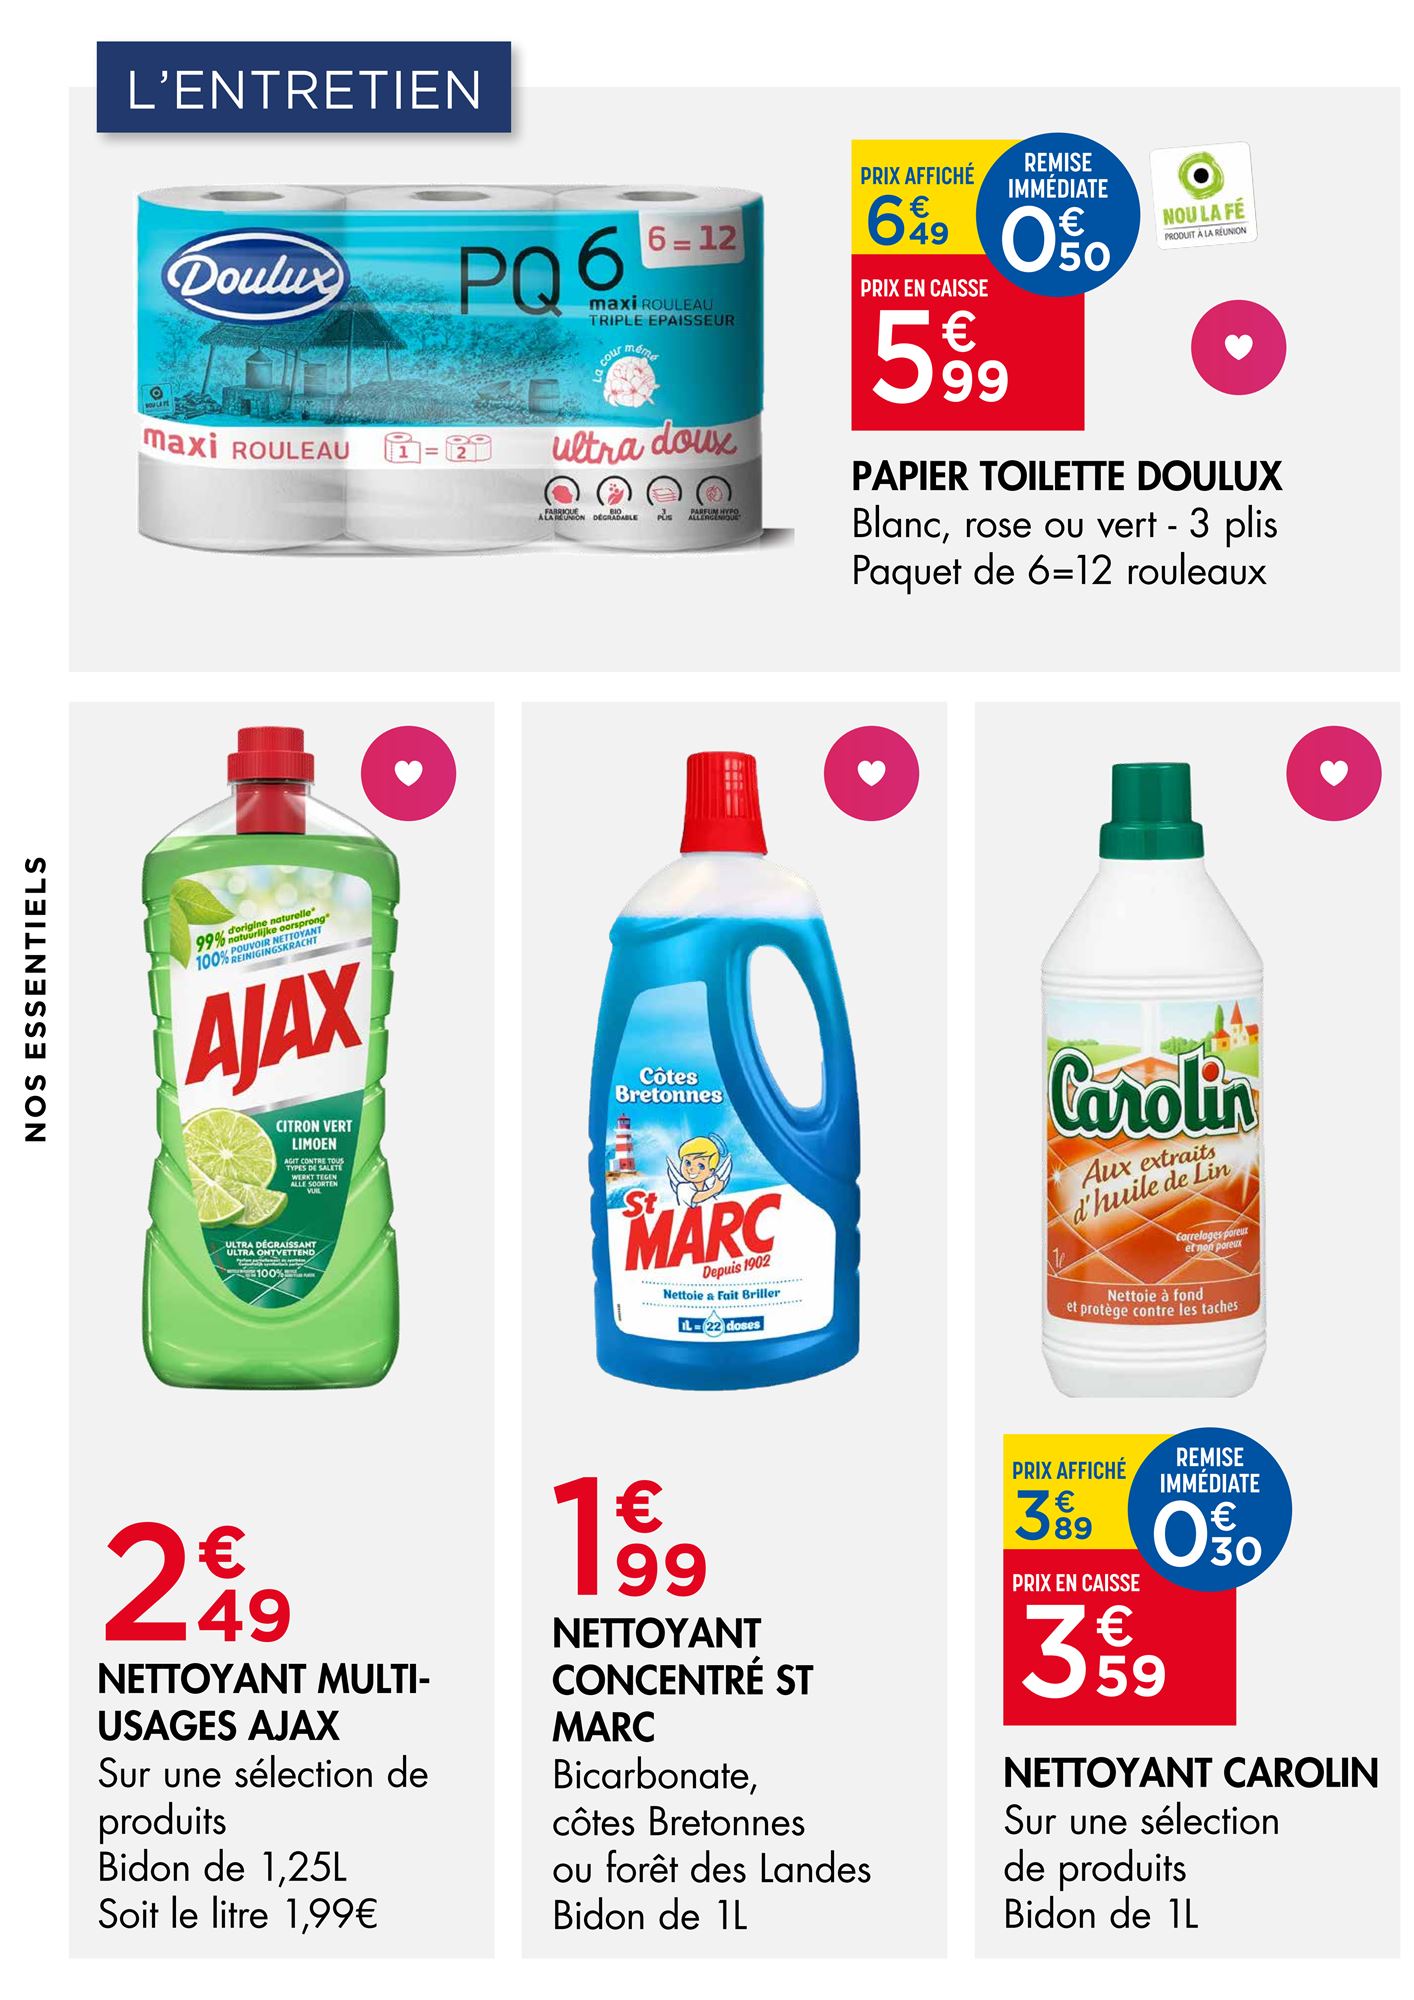 L'ENTRETIEN
Doulux
PQ 6
6 = 12
maxi ROULEAU
TRIPLE EPAISSEUR
La cour mémé
NOU LA FÉ
maxi ROULEAU
1 = 2
ultra doux
FABRIQUÉ
À LA RÉUNION
BIO
DÉGRADABLE
3
PLIS
PARFUM HYPO
ALLERGÉNIQUE*
PRIX AFFICHÉ
6€49
REMISE
IMMÉDIATE
0€50
PRIX EN CAISSE
5€99
NOU LA FÉ
PRODUIT À LA RÉUNION
PAPIER TOILETTE DOULUX
Blanc, rose ou vert - 3 plis
Paquet de 6=12 rouleaux
NOS ESSENTIELS
99% d'origine naturelle*
natuurlijke oorsprong*
100% POUVOIR NETTOYANT
REINIGINGSKRACHT
AJAX
CITRON VERT
LIMOEN
AGIT CONTRE TOUS
TYPES DE SALETÉ
WERKT TEGEN
ALLE SOORTEN
VUIL
ULTRA DÉGRAISSANT
ULTRA ONTVETTEND
100%
2€49
NETTOYANT MULTI-
USAGES AJAX
Sur une sélection de
produits
Bidon de 1,25L
Soit le litre 1,99€
Côtes
Bretonnes
St
MARC
Depuis 1902
Nettoie & Fait Briller
1L = 22 doses
1€99
NETTOYANT
CONCENTRÉ ST
MARC
Bicarbonate,
côtes Bretonnes
ou forêt des Landes
Bidon de 1L
Carolin
Aux extraits
d'huile de Lin
Carrelages poreux
et non poreux
1ℓ
Nettoie à fond
et protège contre les taches
PRIX AFFICHÉ
3€89
REMISE
IMMÉDIATE
0€30
PRIX EN CAISSE
3€59
NETTOYANT CAROLIN
Sur une sélection
de produits
Bidon de 1L